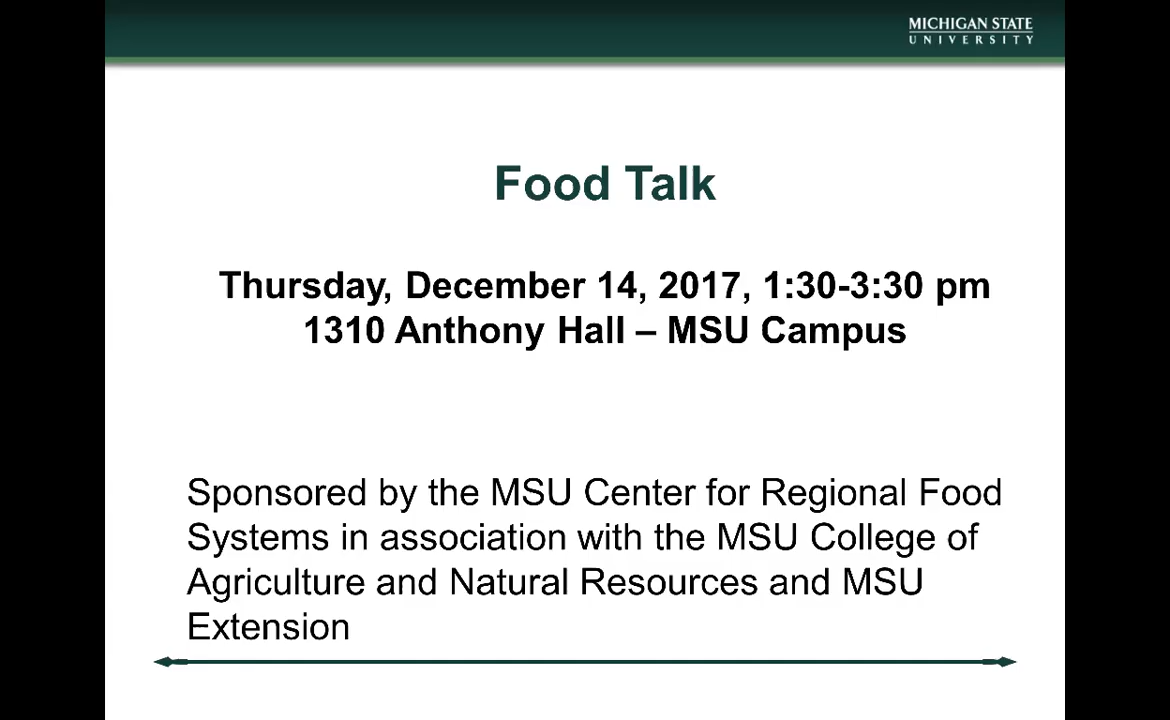 MICHIGAN STATE
UNIVERSITY
Food Talk
Thursday, December 14, 2017, 1:30-3:30 pm
1310 Anthony Hall – MSU Campus
Sponsored by the MSU Center for Regional Food
Systems in association with the MSU College of
Agriculture and Natural Resources and MSU
Extension